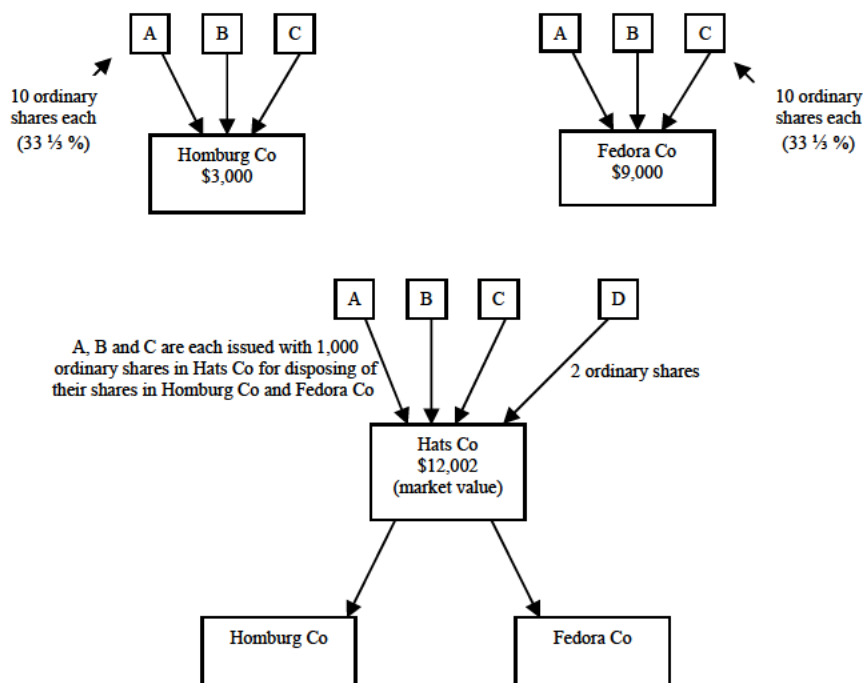 A
B
C
A
B
C
10 ordinary
shares each
(33 ⅓ %)
Homburg Co
$3,000
Fedora Co
$9,000
10 ordinary
shares each
(33 ⅓ %)
A
B
C
D
A, B and C are each issued with 1,000
ordinary shares in Hats Co for disposing of
their shares in Homburg Co and Fedora Co
2 ordinary shares
Hats Co
$12,002
(market value)
Homburg Co
Fedora Co